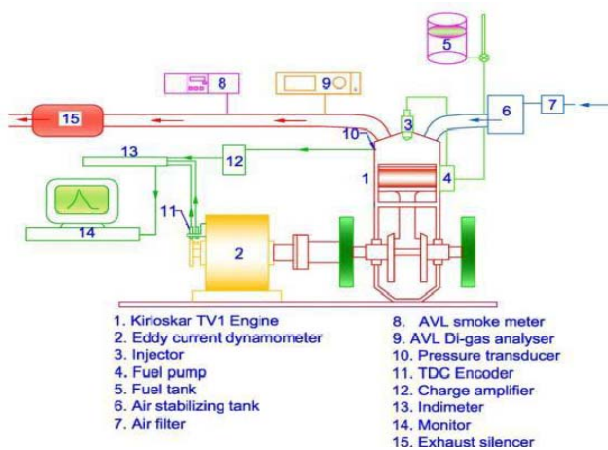 5
8
9
15
3
6
7
10
13
12
1
4
11
14
2
1. Kirloskar TV1 Engine
2. Eddy current dynamometer
3. Injector
4. Fuel pump
5. Fuel tank
6. Air stabilizing tank
7. Air filter
8. AVL smoke meter
9. AVL Di-gas analyser
10. Pressure transducer
11. TDC Encoder
12. Charge amplifier
13. Indimeter
14. Monitor
15. Exhaust silencer